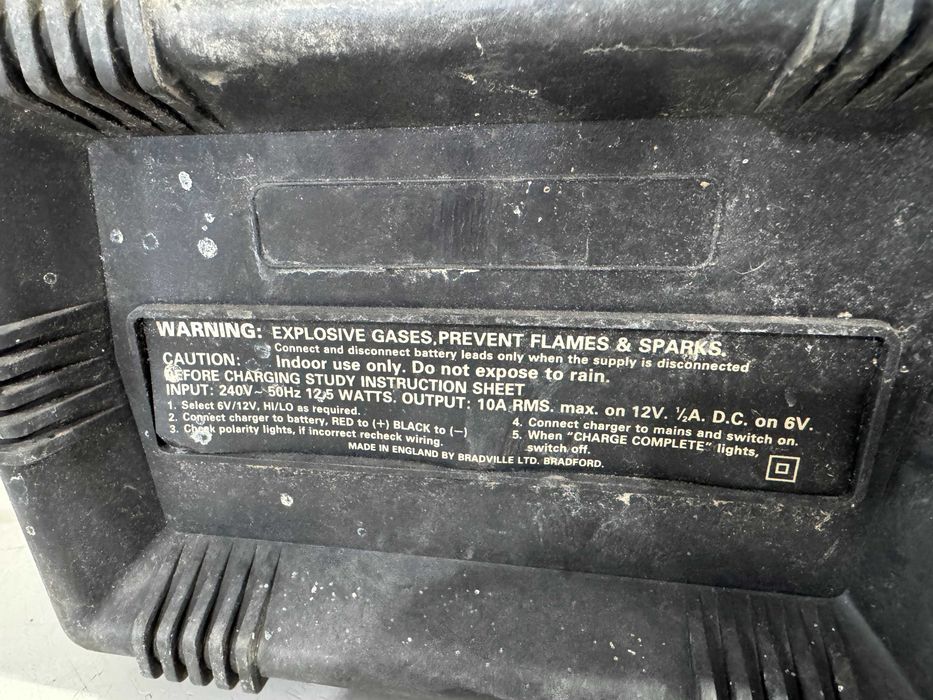 WARNING: EXPLOSIVE GASES, PREVENT FLAMES & SPARKS.
Connect and disconnect battery leads only when the supply is disconnected
CAUTION: Indoor use only. Do not expose to rain.
BEFORE CHARGING STUDY INSTRUCTION SHEET
INPUT: 240V~ 50Hz 12,5 WATTS. OUTPUT: 10A RMS. max. on 12V. ½A. D.C. on 6V.
1. Select 6V/12V, HI/LO as required.
2. Connect charger to battery, RED to (+) BLACK to (—)
3. Check polarity lights, if incorrect recheck wiring.
4. Connect charger to mains and switch on.
5. When "CHARGE COMPLETE" lights,
switch off.
MADE IN ENGLAND BY BRADVILLE LTD. BRADFORD.